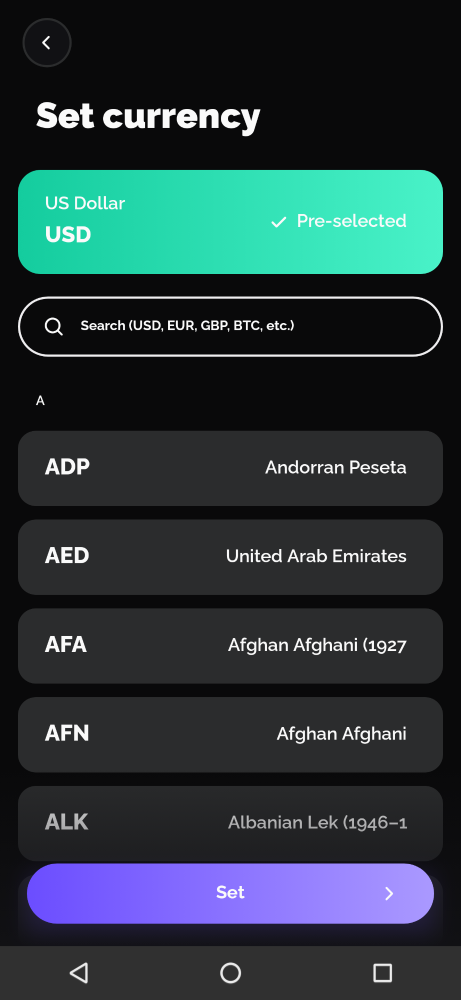 Set currency
US Dollar
USD
Pre-selected
Search (USD, EUR, GBP, BTC, etc.)
A
ADP
Andorran Peseta
AED
United Arab Emirates
AFA
Afghan Afghani (1927
AFN
Afghan Afghani
ALK
Albanian Lek (1946–1
Set